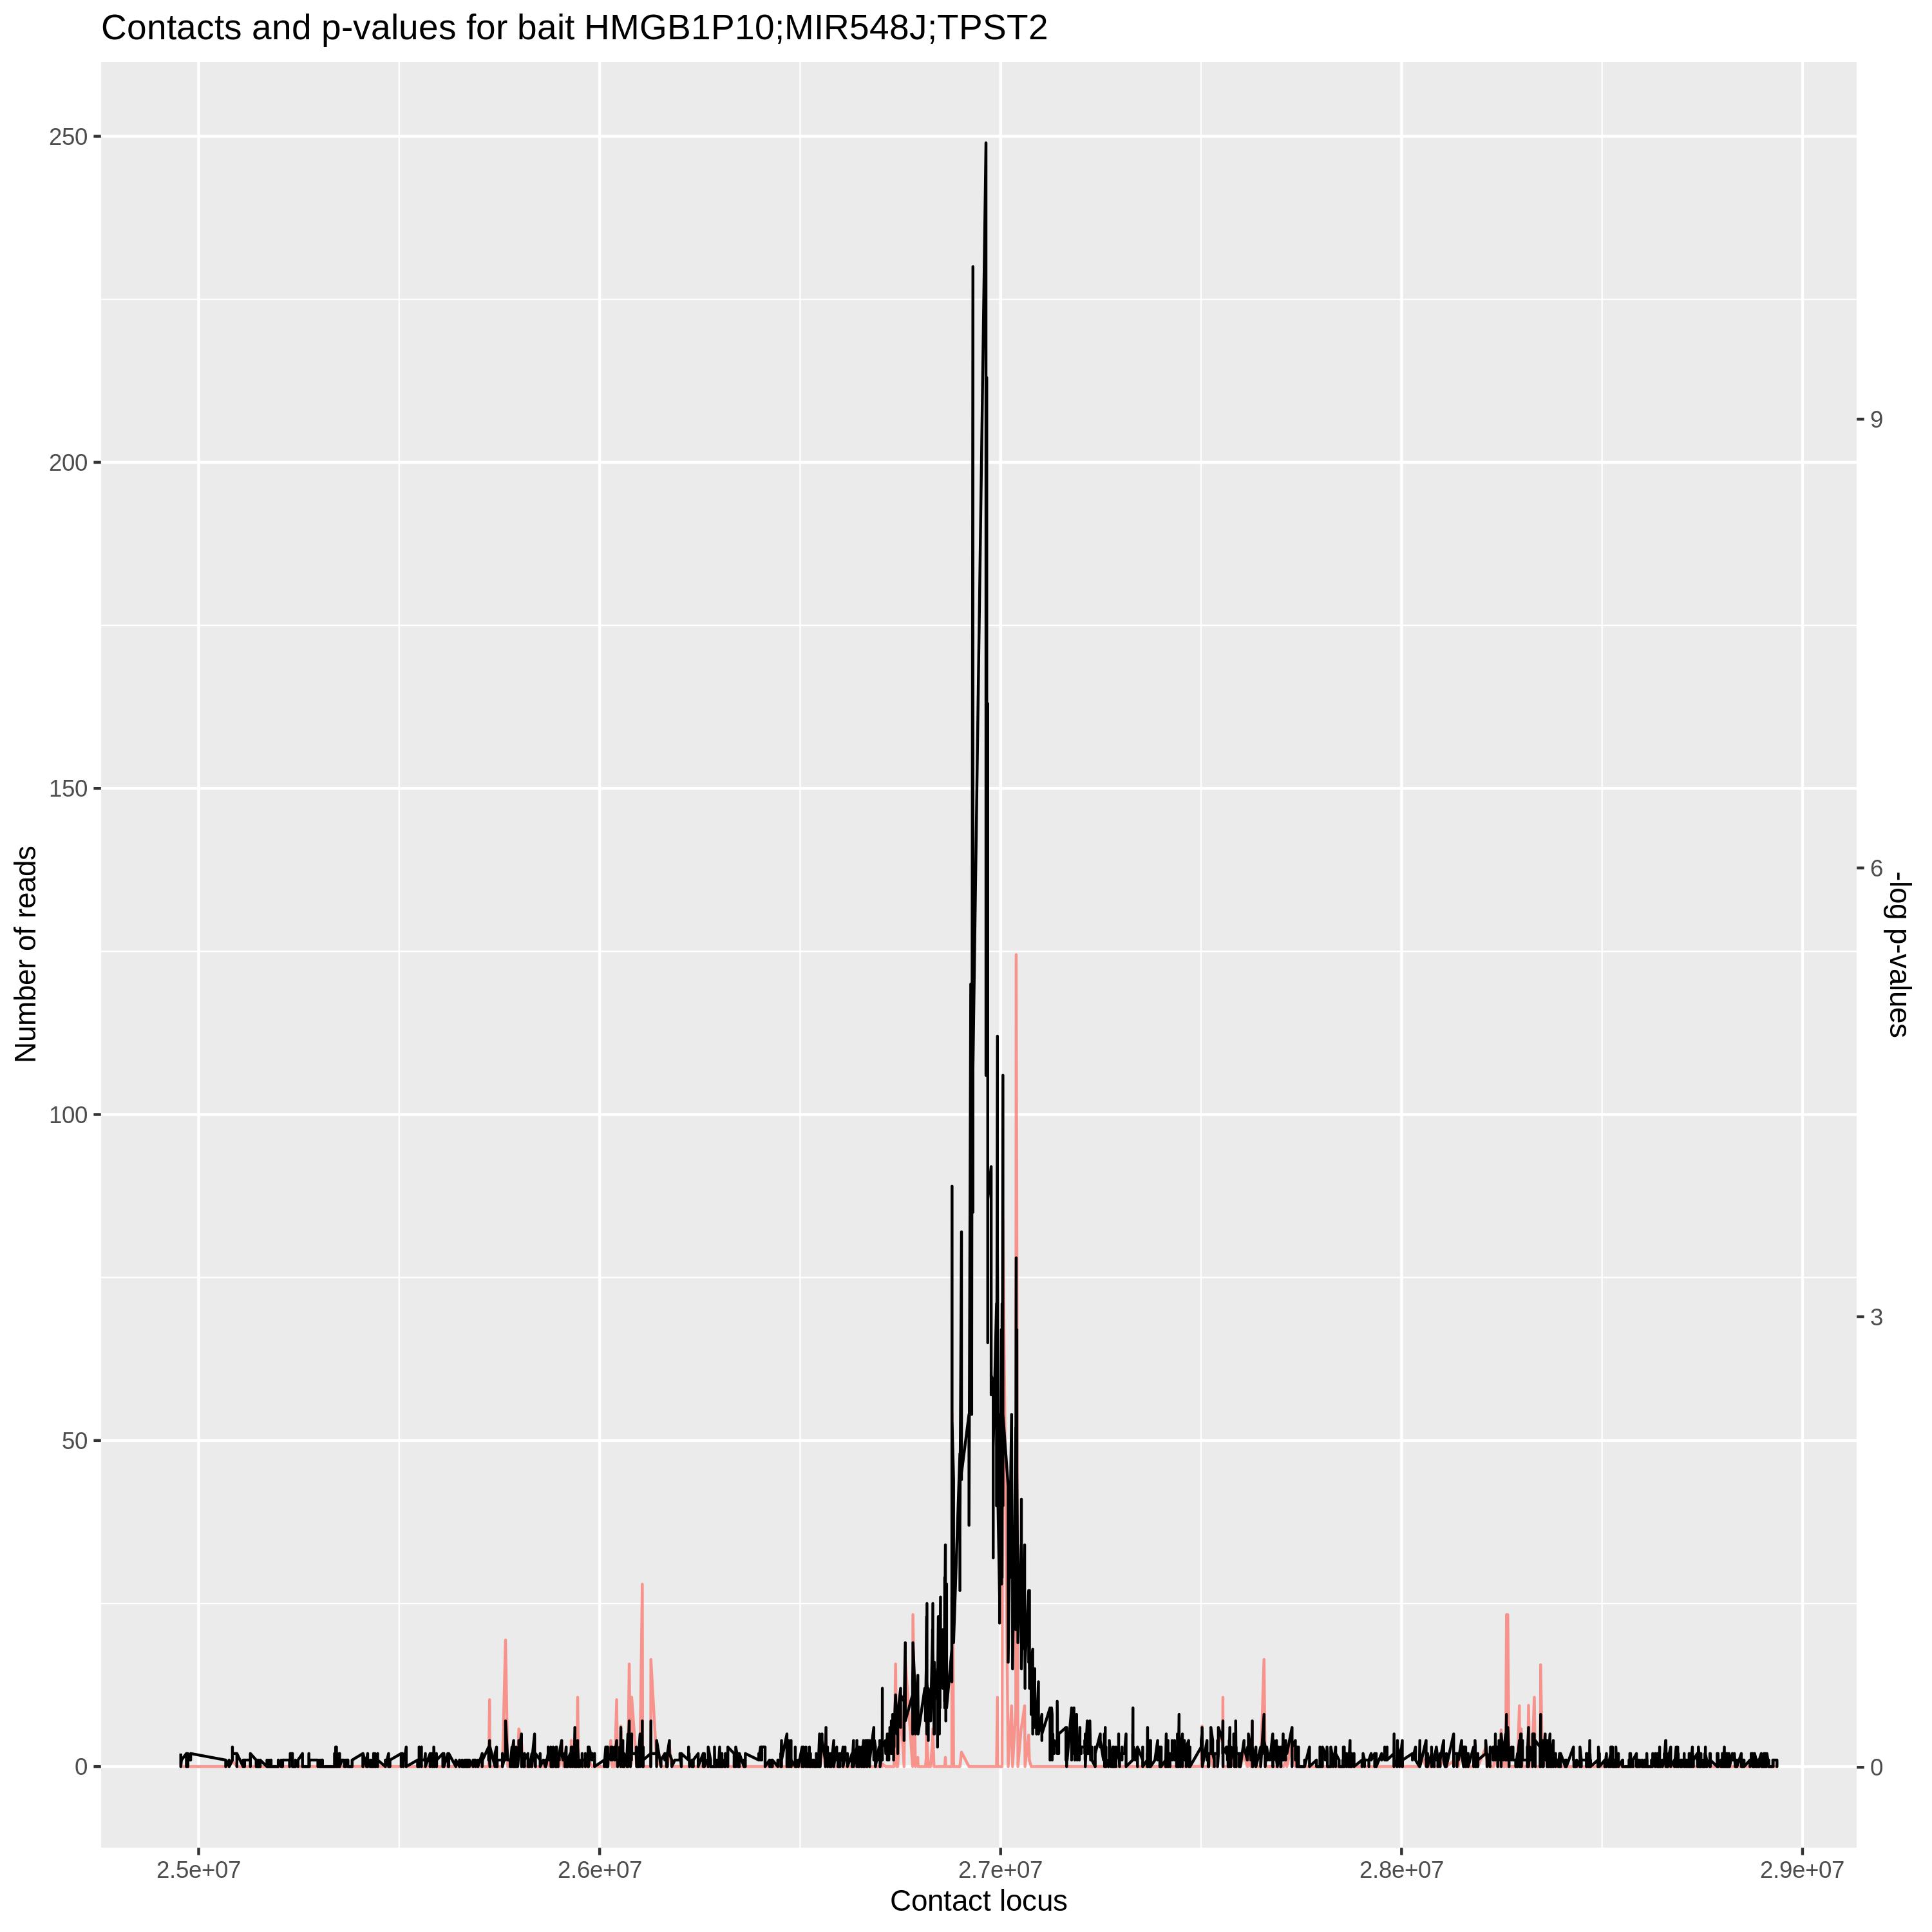 Contacts and p-values for bait HMGB1P10;MIR548J;TPST2
250
200
150
100
50
0
Number of reads
9
6
3
0
-log p-values
2.5e+07
2.6e+07
2.7e+07
2.8e+07
2.9e+07
Contact locus